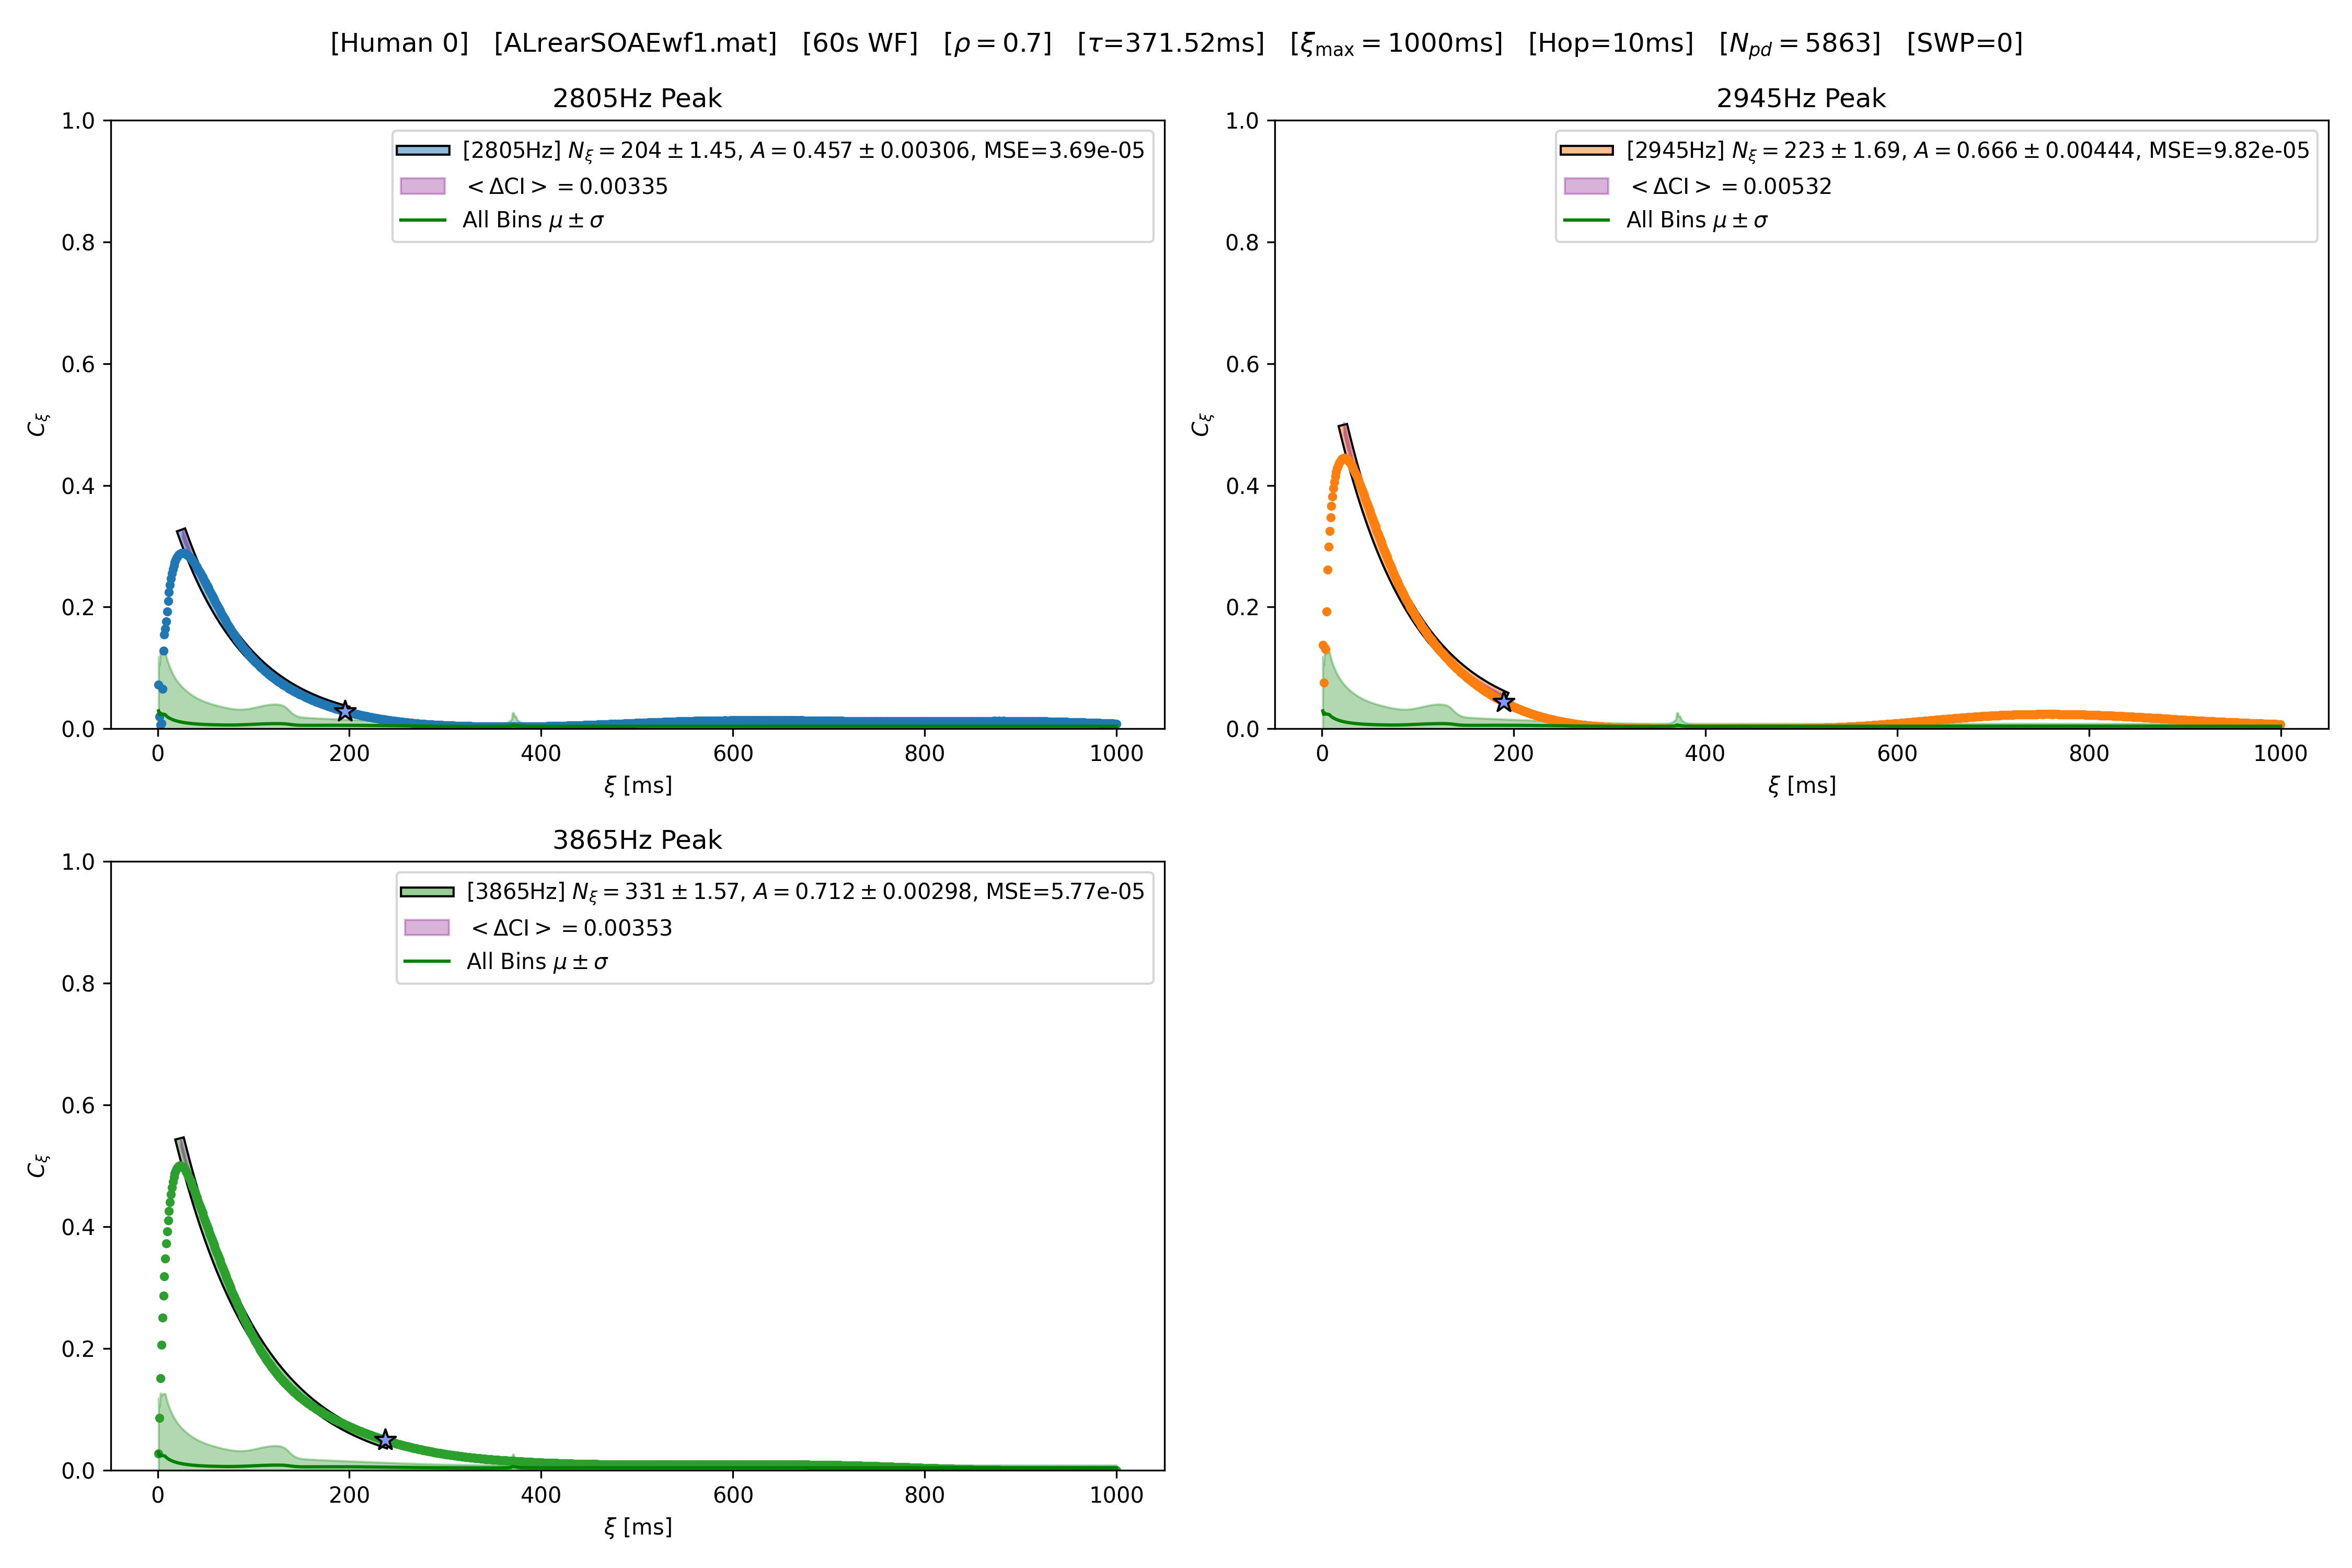 [Human 0] [ALrearSOAEwf1.mat] [60s WF] [ρ = 0.7] [τ=371.52ms] [ξmax = 1000ms] [Hop=10ms] [Npd = 5863] [SWP=0]
2805Hz Peak
[2805Hz] Nξ = 204 ± 1.45, A = 0.457 ± 0.00306, MSE=3.69e-05
< ΔCI > = 0.00335
All Bins μ ± σ
1.0
0.8
0.6
0.4
0.2
0.0
Cξ
0 200 400 600 800 1000
ξ [ms]
2945Hz Peak
[2945Hz] Nξ = 223 ± 1.69, A = 0.666 ± 0.00444, MSE=9.82e-05
< ΔCI > = 0.00532
All Bins μ ± σ
1.0
0.8
0.6
0.4
0.2
0.0
Cξ
0 200 400 600 800 1000
ξ [ms]
3865Hz Peak
[3865Hz] Nξ = 331 ± 1.57, A = 0.712 ± 0.00298, MSE=5.77e-05
< ΔCI > = 0.00353
All Bins μ ± σ
1.0
0.8
0.6
0.4
0.2
0.0
Cξ
0 200 400 600 800 1000
ξ [ms]